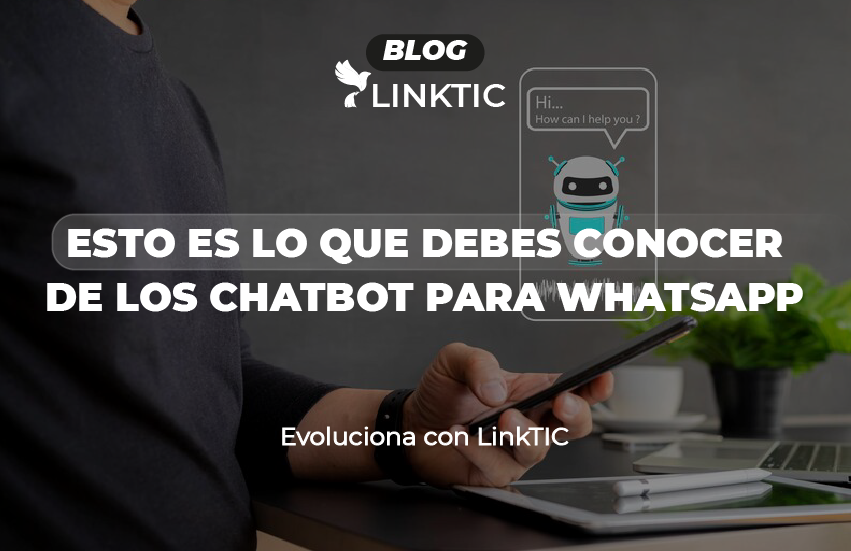 BLOG
LINKTIC
Hi...
How can I help you ?
ESTO ES LO QUE DEBES CONOCER
DE LOS CHATBOT PARA WHATSAPP
Evoluciona con LinkTIC